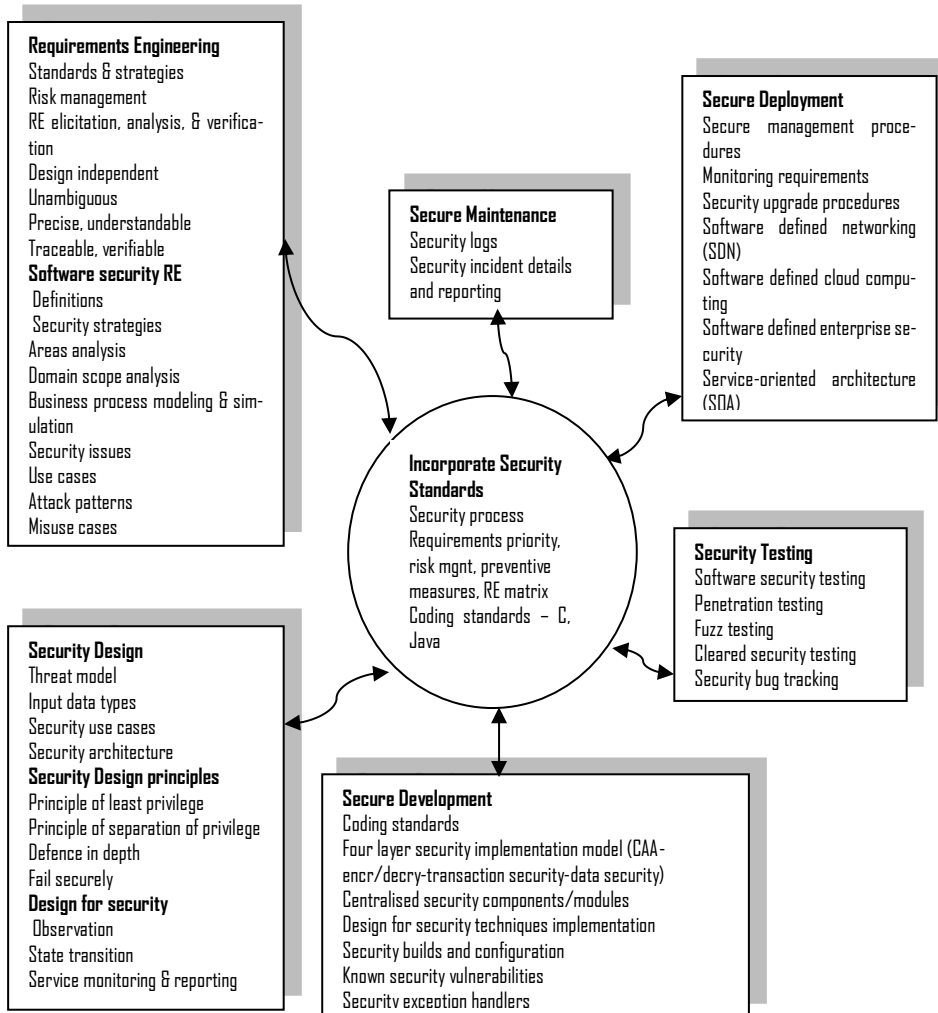 Requirements Engineering
Standards & strategies
Risk management
RE elicitation, analysis, & verifica-
tion
Design independent
Unambiguous
Precise, understandable
Traceable, verifiable
Software security RE
Definitions
Security strategies
Areas analysis
Domain scope analysis
Business process modeling & sim-
ulation
Security issues
Use cases
Attack patterns
Misuse cases
Secure Maintenance
Security logs
Security incident details
and reporting
Secure Deployment
Secure management proce-
dures
Monitoring requirements
Security upgrade procedures
Software defined networking
(SDN)
Software defined cloud compu-
ting
Software defined enterprise se-
curity
Service-oriented architecture
(SOA)
Incorporate Security
Standards
Security process
Requirements priority,
risk mgnt, preventive
measures, RE matrix
Coding standards – C,
Java
Security Testing
Software security testing
Penetration testing
Fuzz testing
Cleared security testing
Security bug tracking
Security Design
Threat model
Input data types
Security use cases
Security architecture
Security Design principles
Principle of least privilege
Principle of separation of privilege
Defence in depth
Fail securely
Design for security
Observation
State transition
Service monitoring & reporting
Secure Development
Coding standards
Four layer security implementation model (CAA-
encr/decry-transaction security-data security)
Centralised security components/modules
Design for security techniques implementation
Security builds and configuration
Known security vulnerabilities
Security exception handlers